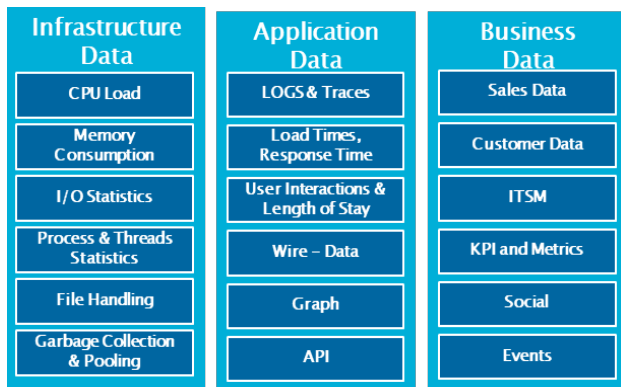 Infrastructure
Data
CPU Load
Memory
Consumption
I/O Statistics
Process & Threads
Statistics
File Handling
Garbage Collection
& Pooling
Application
Data
LOGS & Traces
Load Times,
Response Time
User Interactions &
Length of Stay
Wire – Data
Graph
API
Business
Data
Sales Data
Customer Data
ITSM
KPI and Metrics
Social
Events